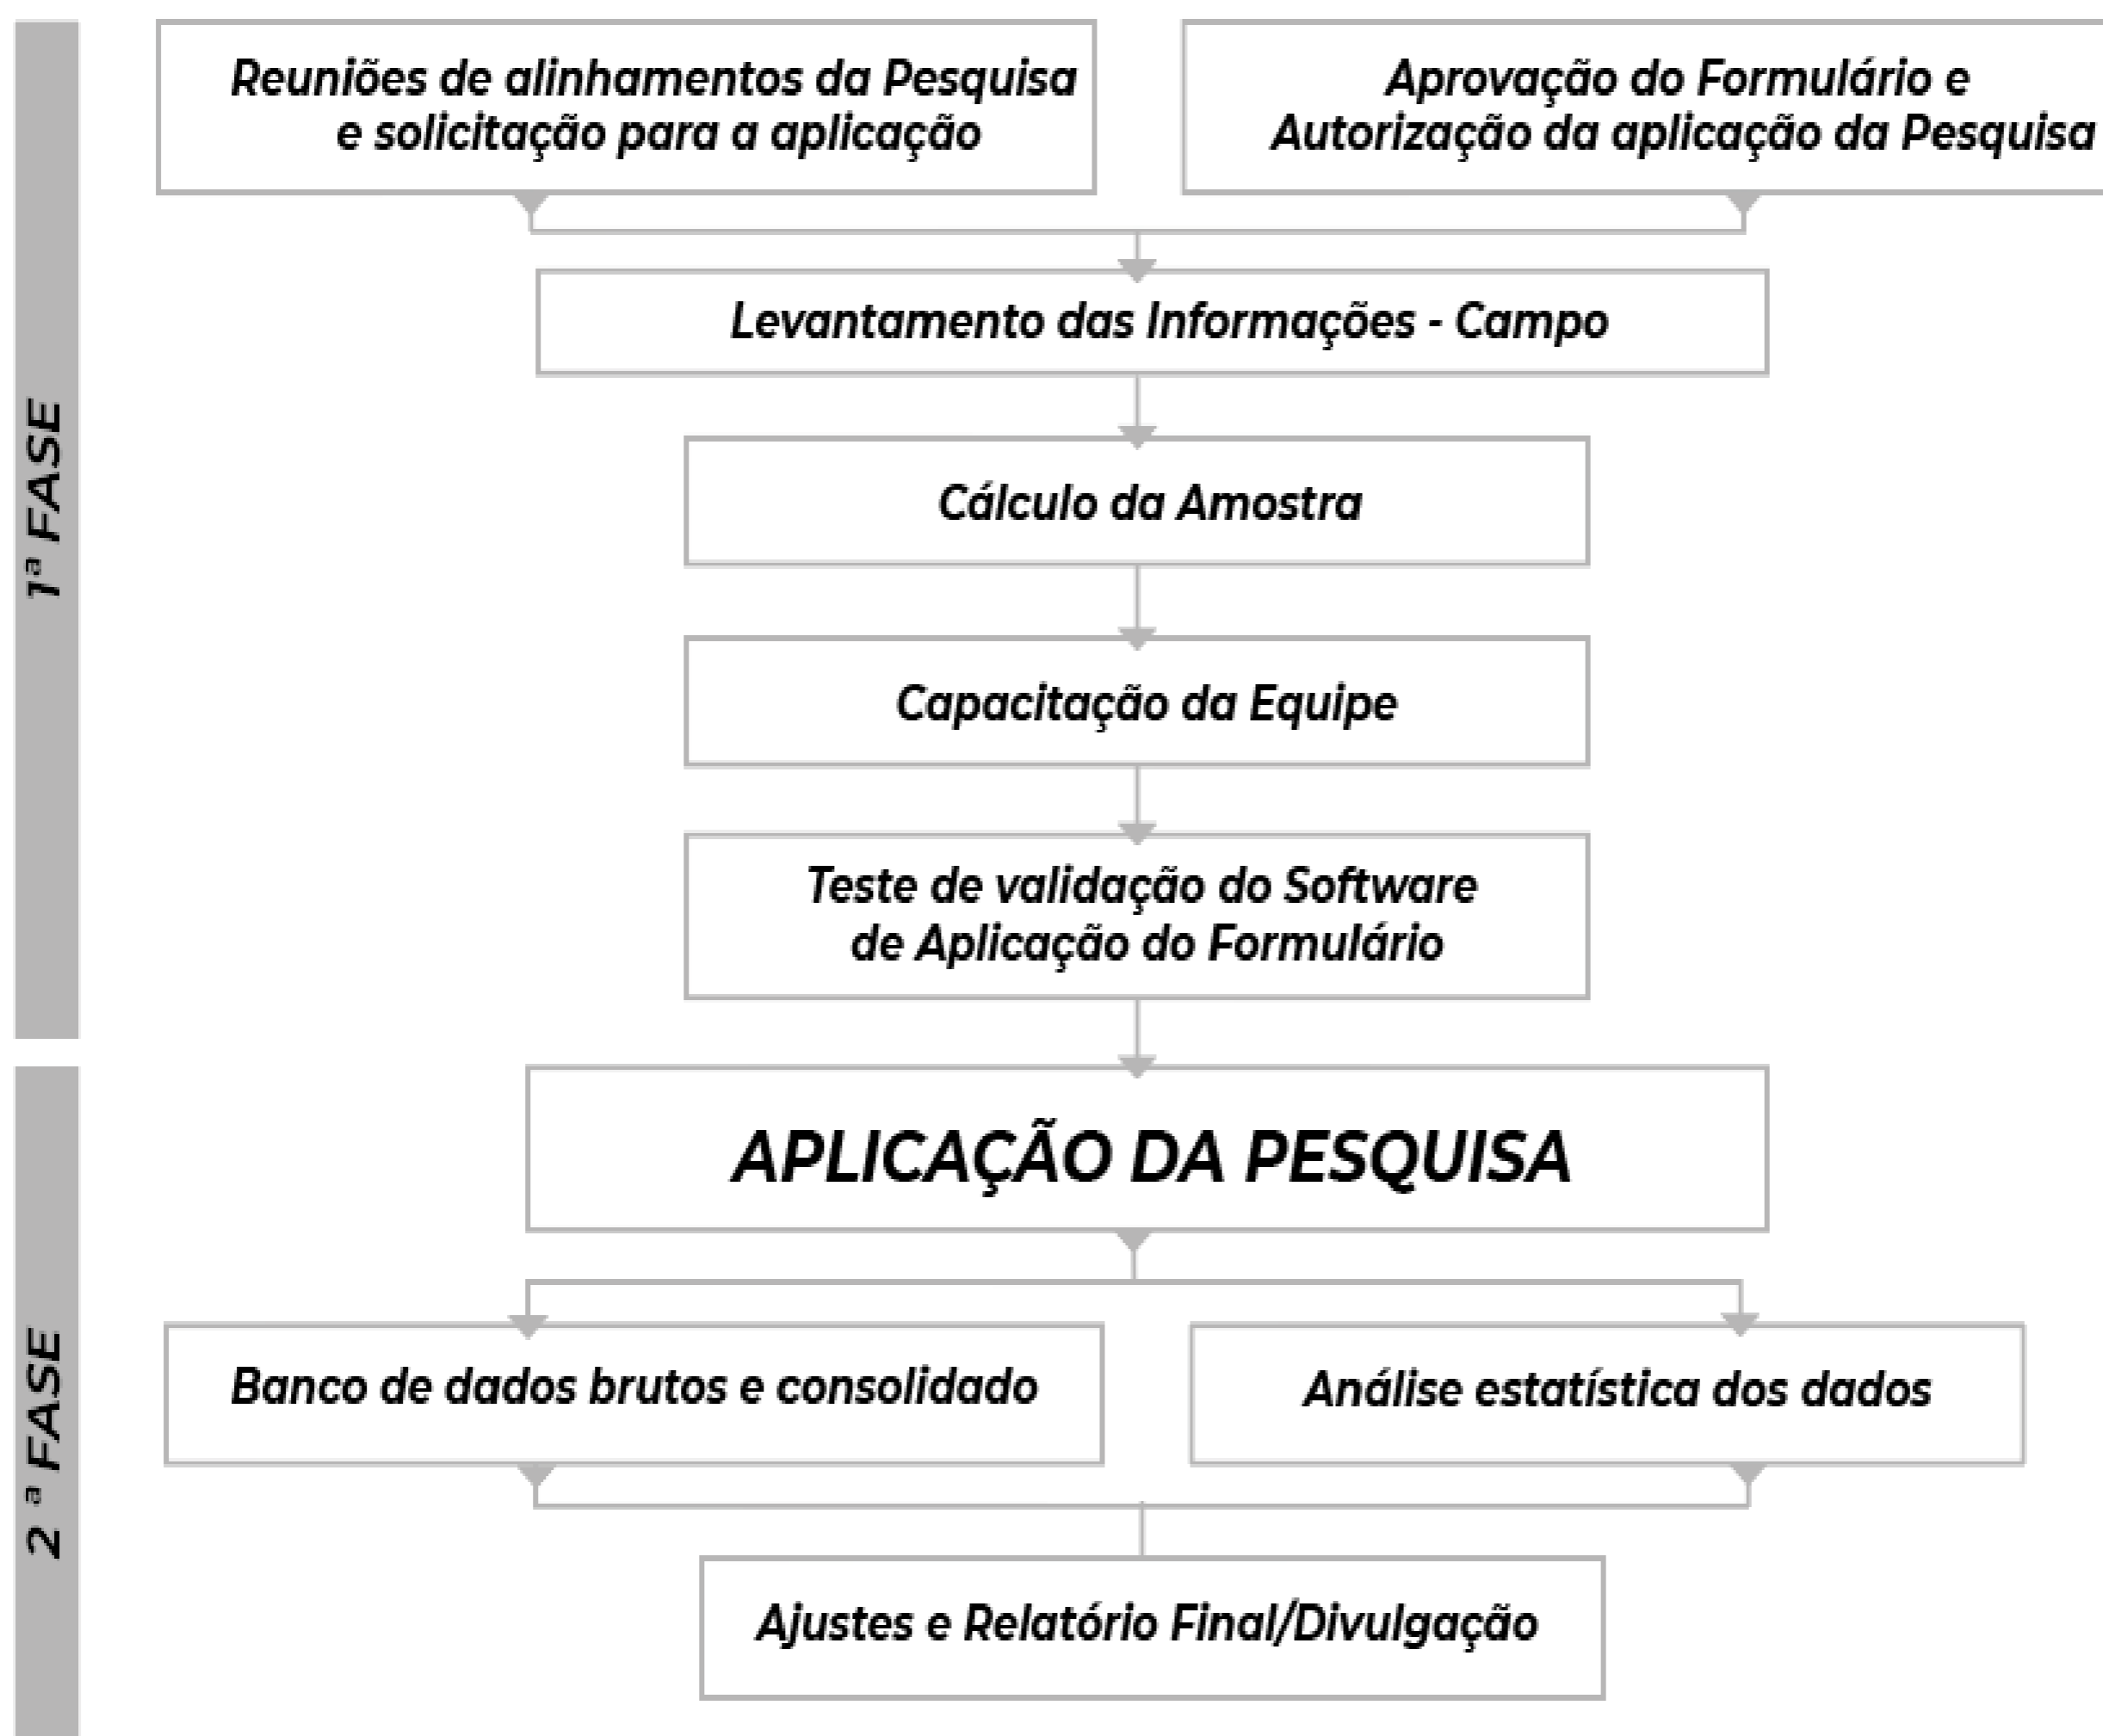 1ª FASE
Reuniões de alinhamentos da Pesquisa
e solicitação para a aplicação
Aprovação do Formulário e
Autorização da aplicação da Pesquisa
Levantamento das Informações - Campo
Cálculo da Amostra
Capacitação da Equipe
Teste de validação do Software
de Aplicação do Formulário
2 ª FASE
APLICAÇÃO DA PESQUISA
Banco de dados brutos e consolidado
Análise estatística dos dados
Ajustes e Relatório Final/Divulgação